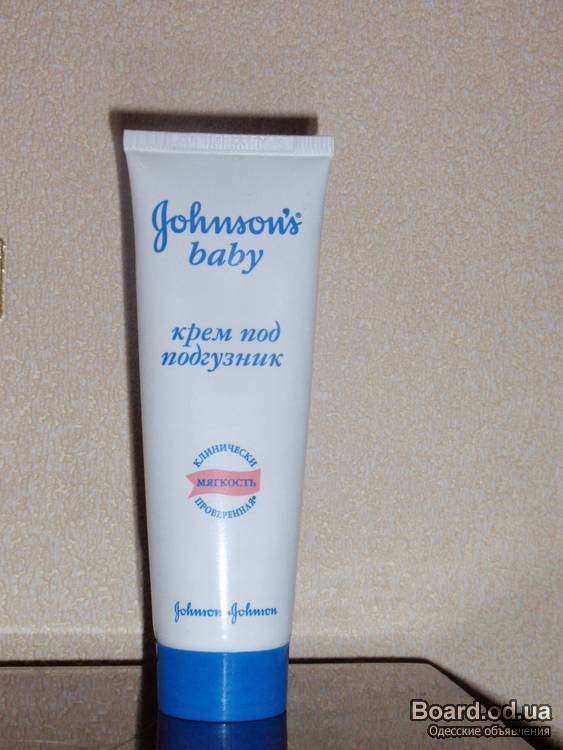 Johnson's®
baby
крем под
подгузник
КЛИНИЧЕСКИ
МЯГКОСТЬ
ПРОВЕРЕННАЯ*
Johnson & Johnson
Board.od.ua
Одесские объявления